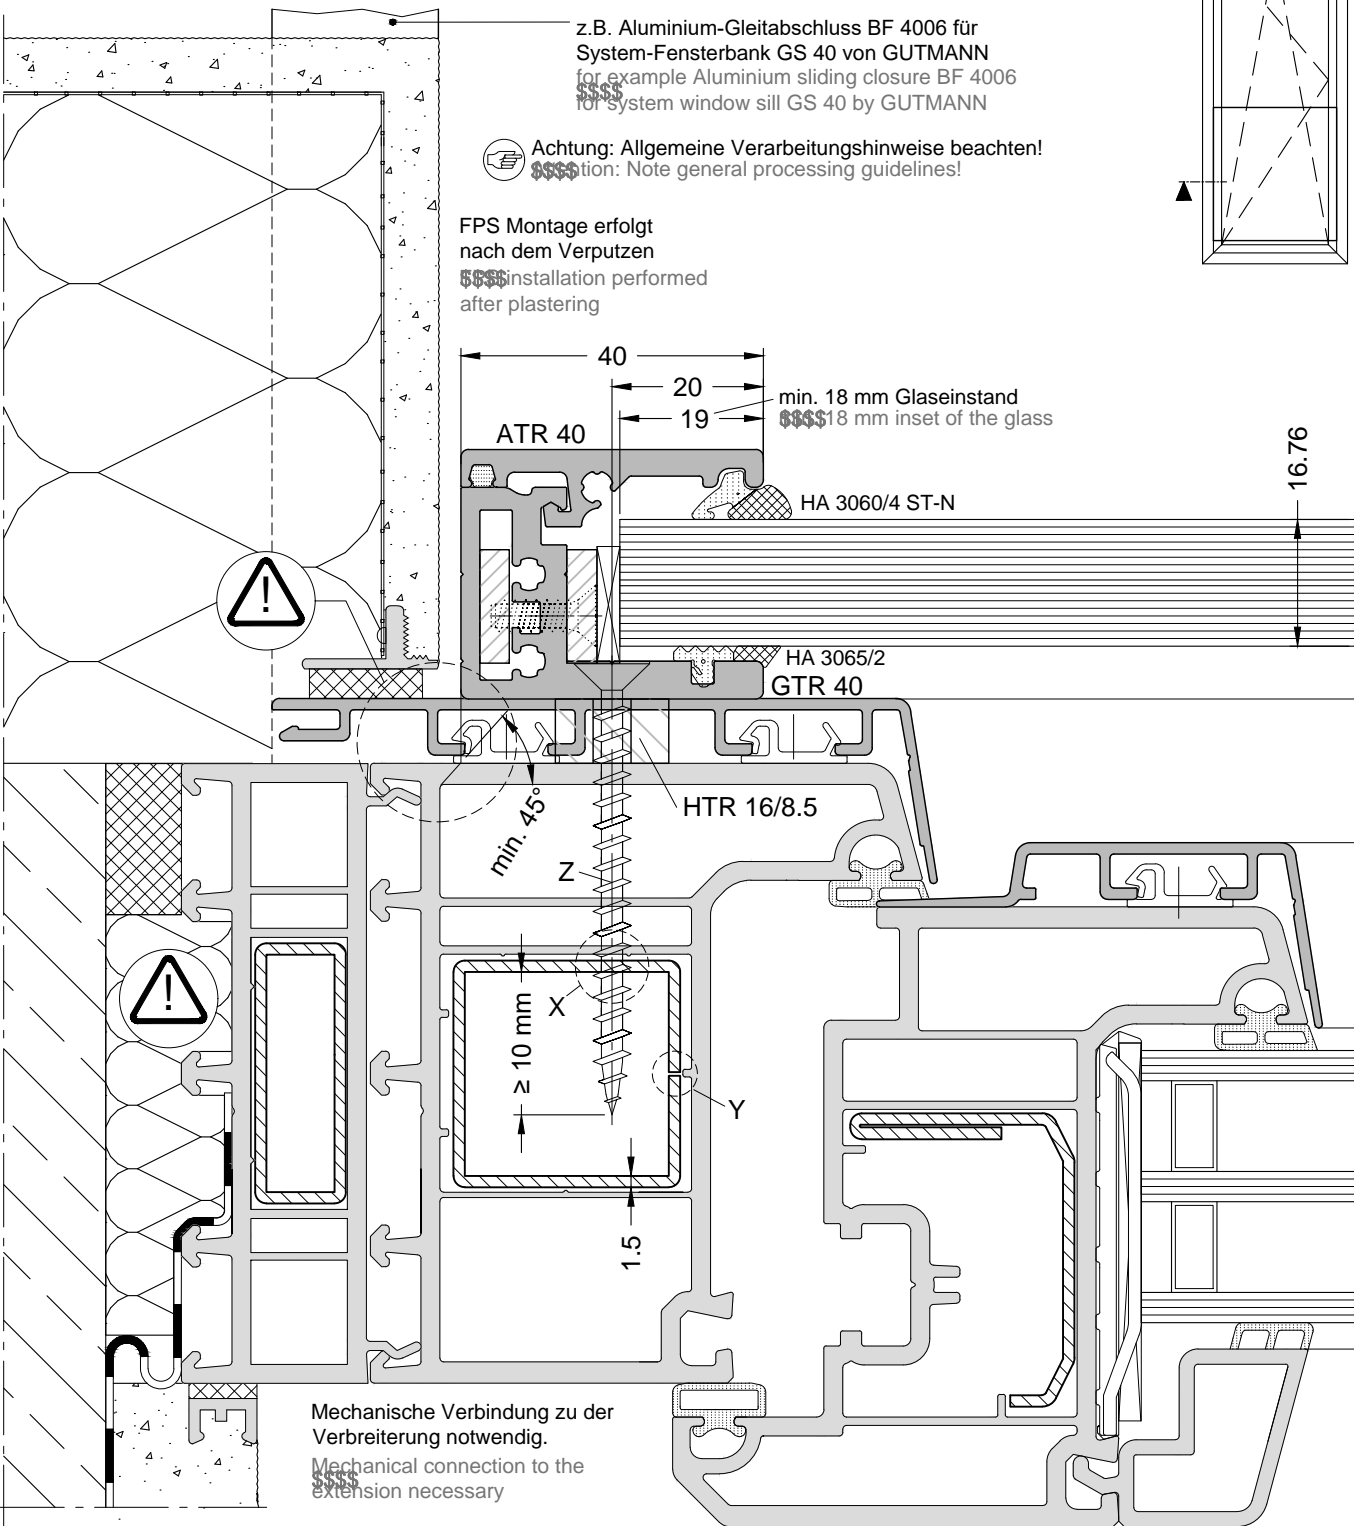 z.B. Aluminium-Gleitabschluss BF 4006 für
System-Fensterbank GS 40 von GUTMANN
for example Aluminium sliding closure BF 4006
$$$$
for system window sill GS 40 by GUTMANN
Achtung: Allgemeine Verarbeitungshinweise beachten!
$$$$tion: Note general processing guidelines!
FPS Montage erfolgt
nach dem Verputzen
$$$$ installation performed
after plastering
40
20
19
min. 18 mm Glaseinstand
$$$$ 18 mm inset of the glass
ATR 40
16.76
HA 3060/4 ST-N
!
HA 3065/2
GTR 40
HTR 16/8.5
min. 45°
Z
!
X
≥ 10 mm
Y
1.5
Mechanische Verbindung zu der
Verbreiterung notwendig.
Mechanical connection to the
$$$$
extension necessary